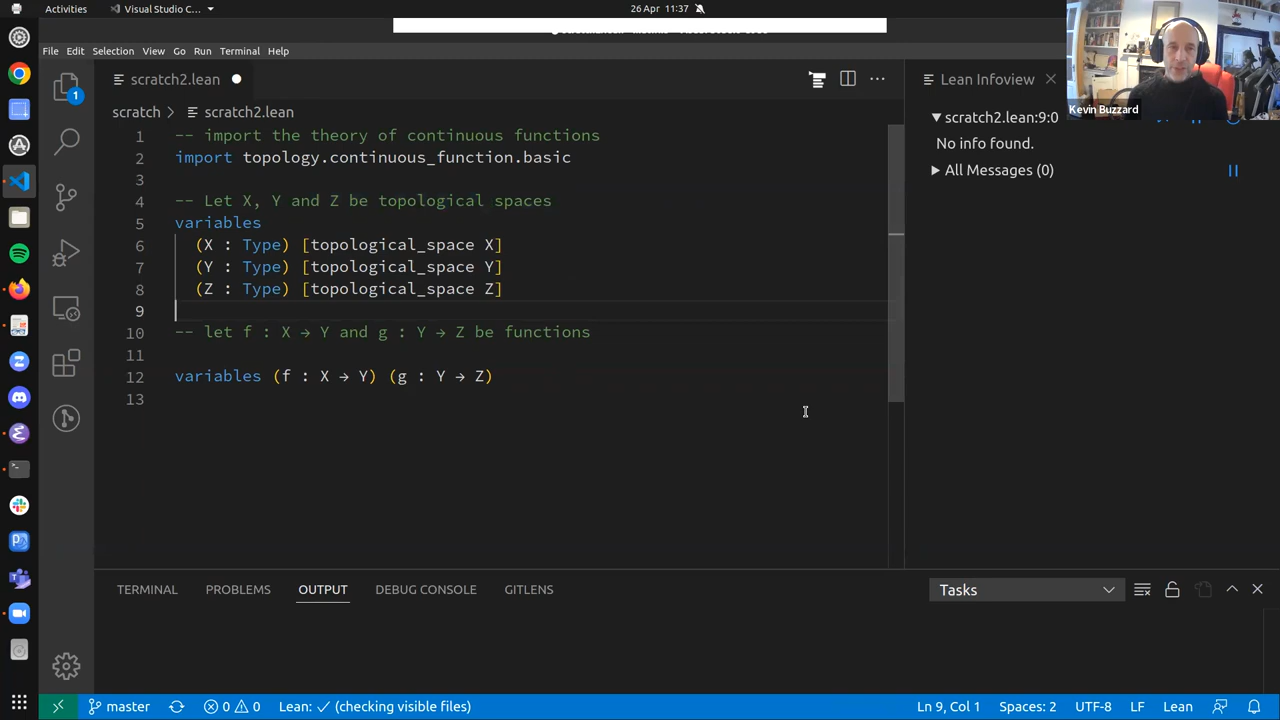 Activities
Visual Studio C...
26 Apr 11:37
File Edit Selection View Go Run Terminal Help
scratch2.lean
Lean Infoview
Kevin Buzzard
scratch > scratch2.lean
scratch2.lean:9:0
No info found.
All Messages (0)
1
1 -- import the theory of continuous functions
2 import topology.continuous_function.basic
3
4 -- Let X, Y and Z be topological spaces
5 variables
6 (X : Type) [topological_space X]
7 (Y : Type) [topological_space Y]
8 (Z : Type) [topological_space Z]
9
10 -- let f : X → Y and g : Y → Z be functions
11
12 variables (f : X → Y) (g : Y → Z)
13
TERMINAL PROBLEMS OUTPUT DEBUG CONSOLE GITLENS
Tasks
master
0 0
Lean: ✓ (checking visible files)
Ln 9, Col 1
Spaces: 2
UTF-8
LF
Lean